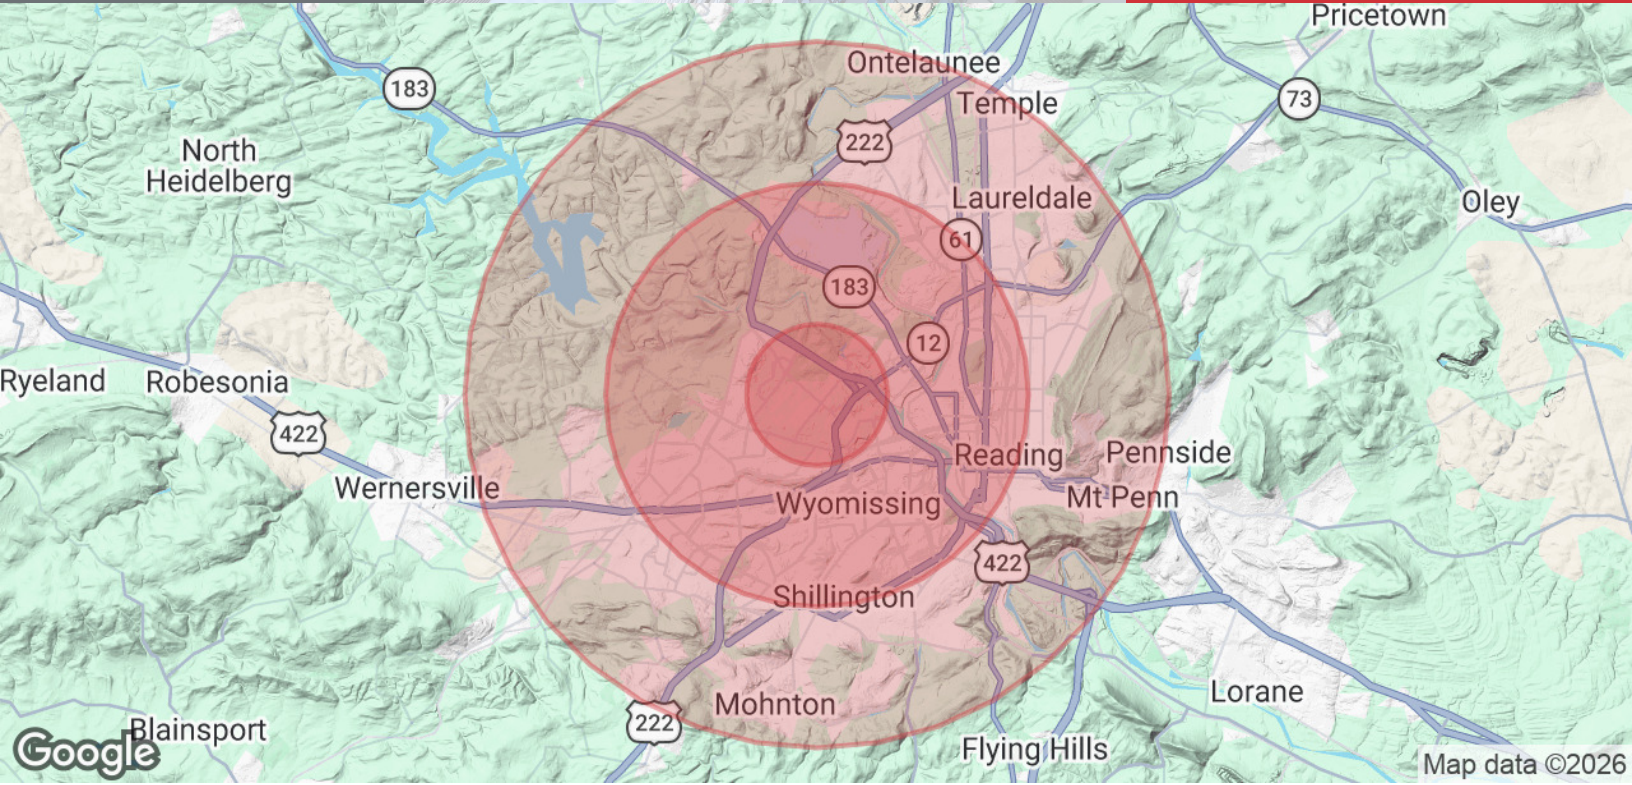 Pricetown
Ontelaunee
183
73
Temple
222
North
Heidelberg
Laureldale
Oley
61
183
12
Ryeland
Robesonia
422
Reading
Pennside
Wernersville
Mt Penn
Wyomissing
422
Shillington
Lorane
Mohnton
222
Blainsport
Flying Hills
Google
Map data ©2026